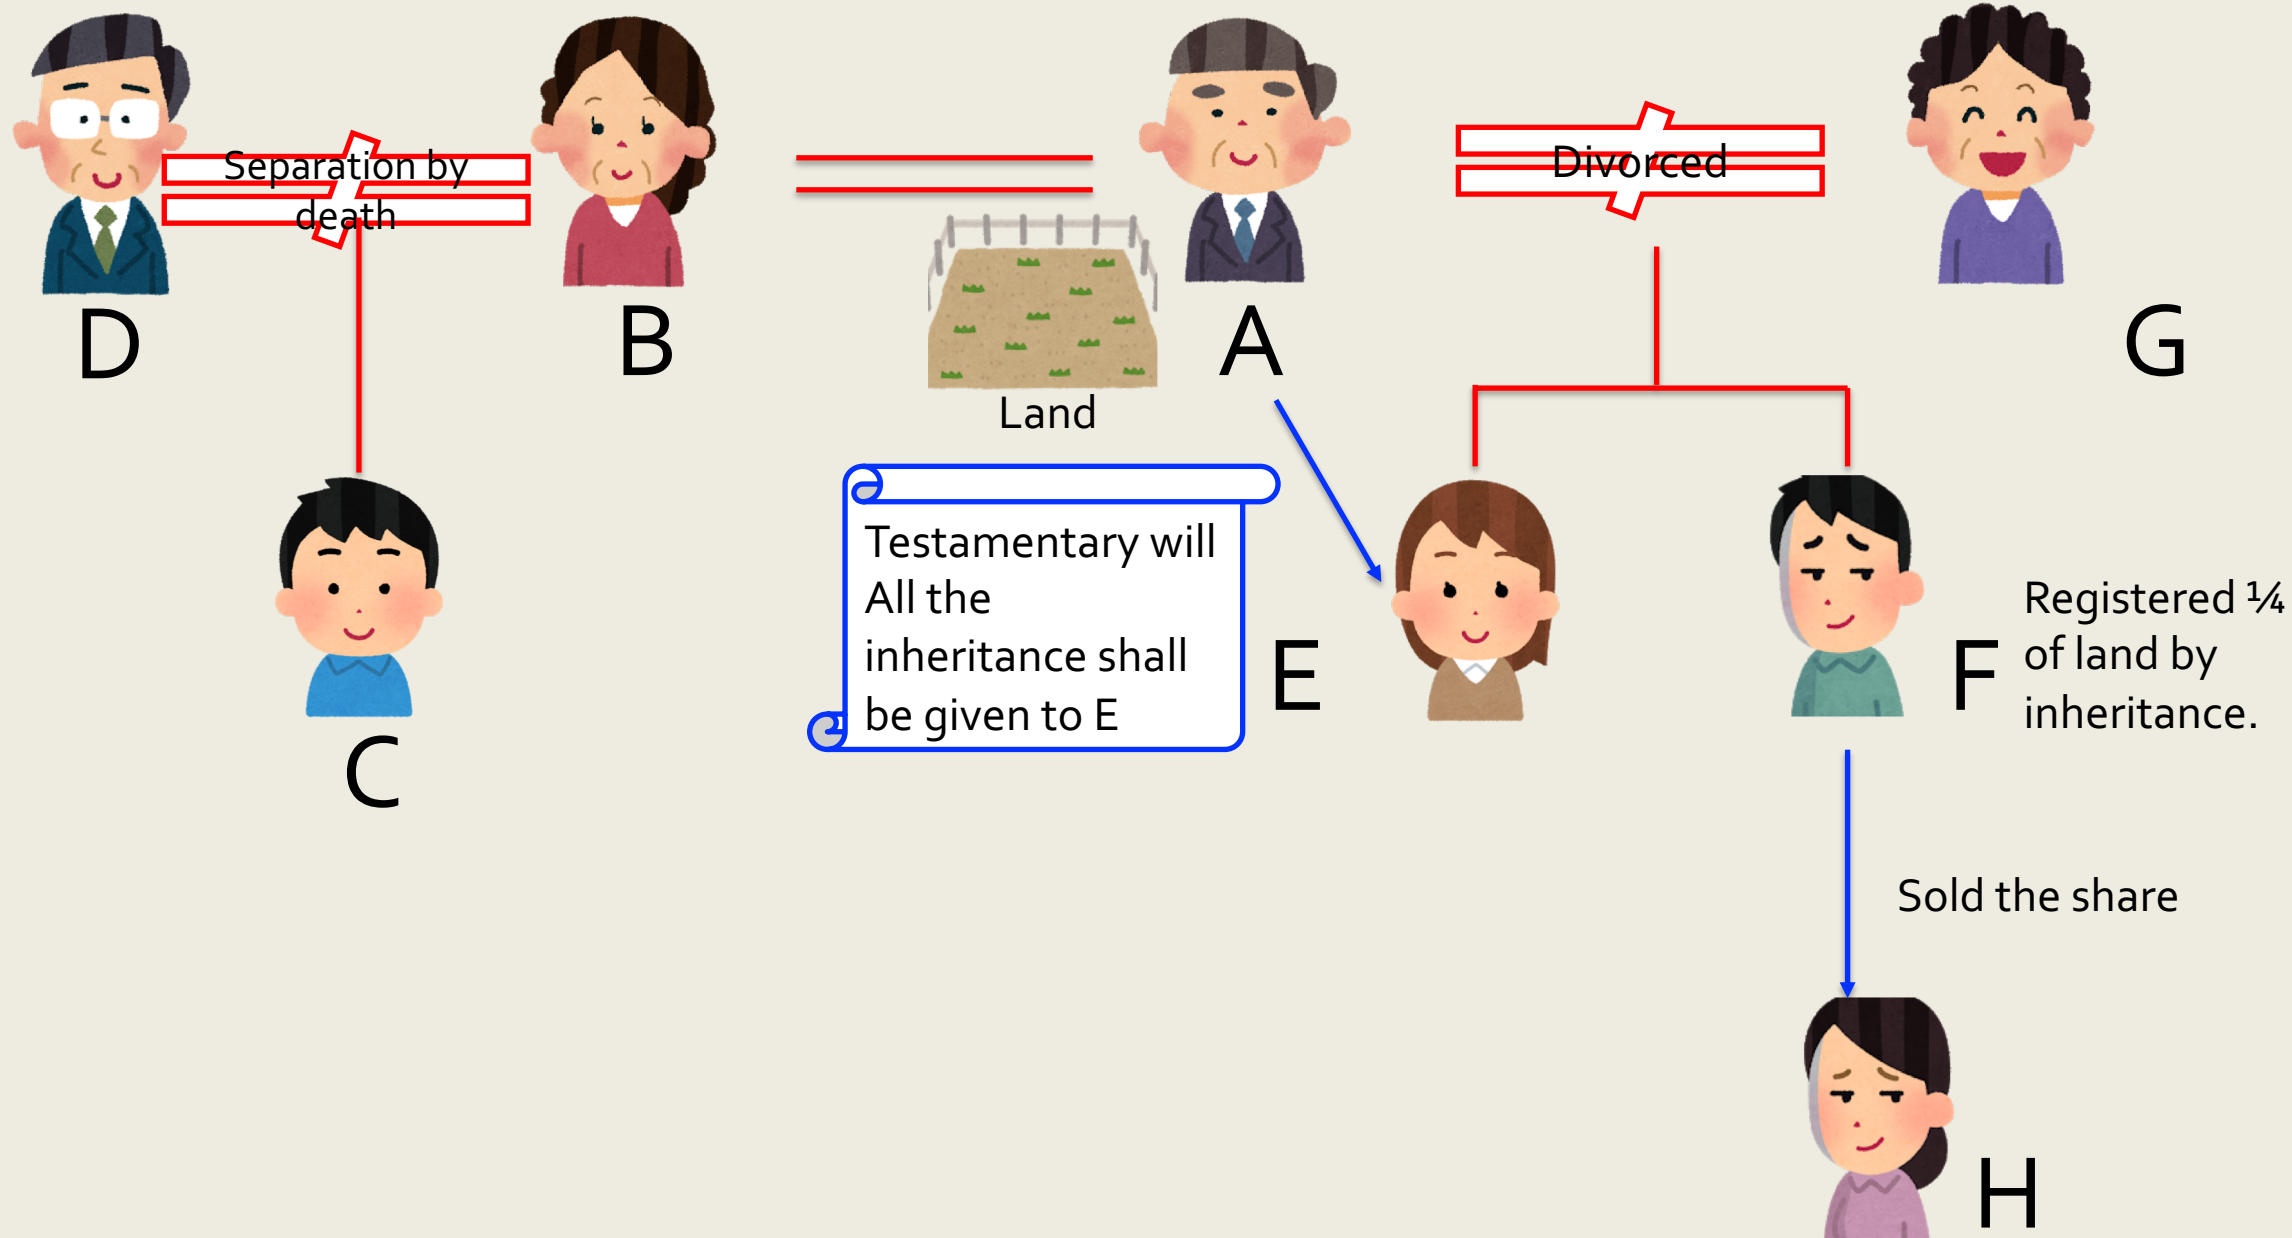 Separation by
death
Divorced
D
B
A
G
Land
Testamentary will
All the
inheritance shall
be given to E
E
F
Registered ¼
of land by
inheritance.
C
Sold the share
H